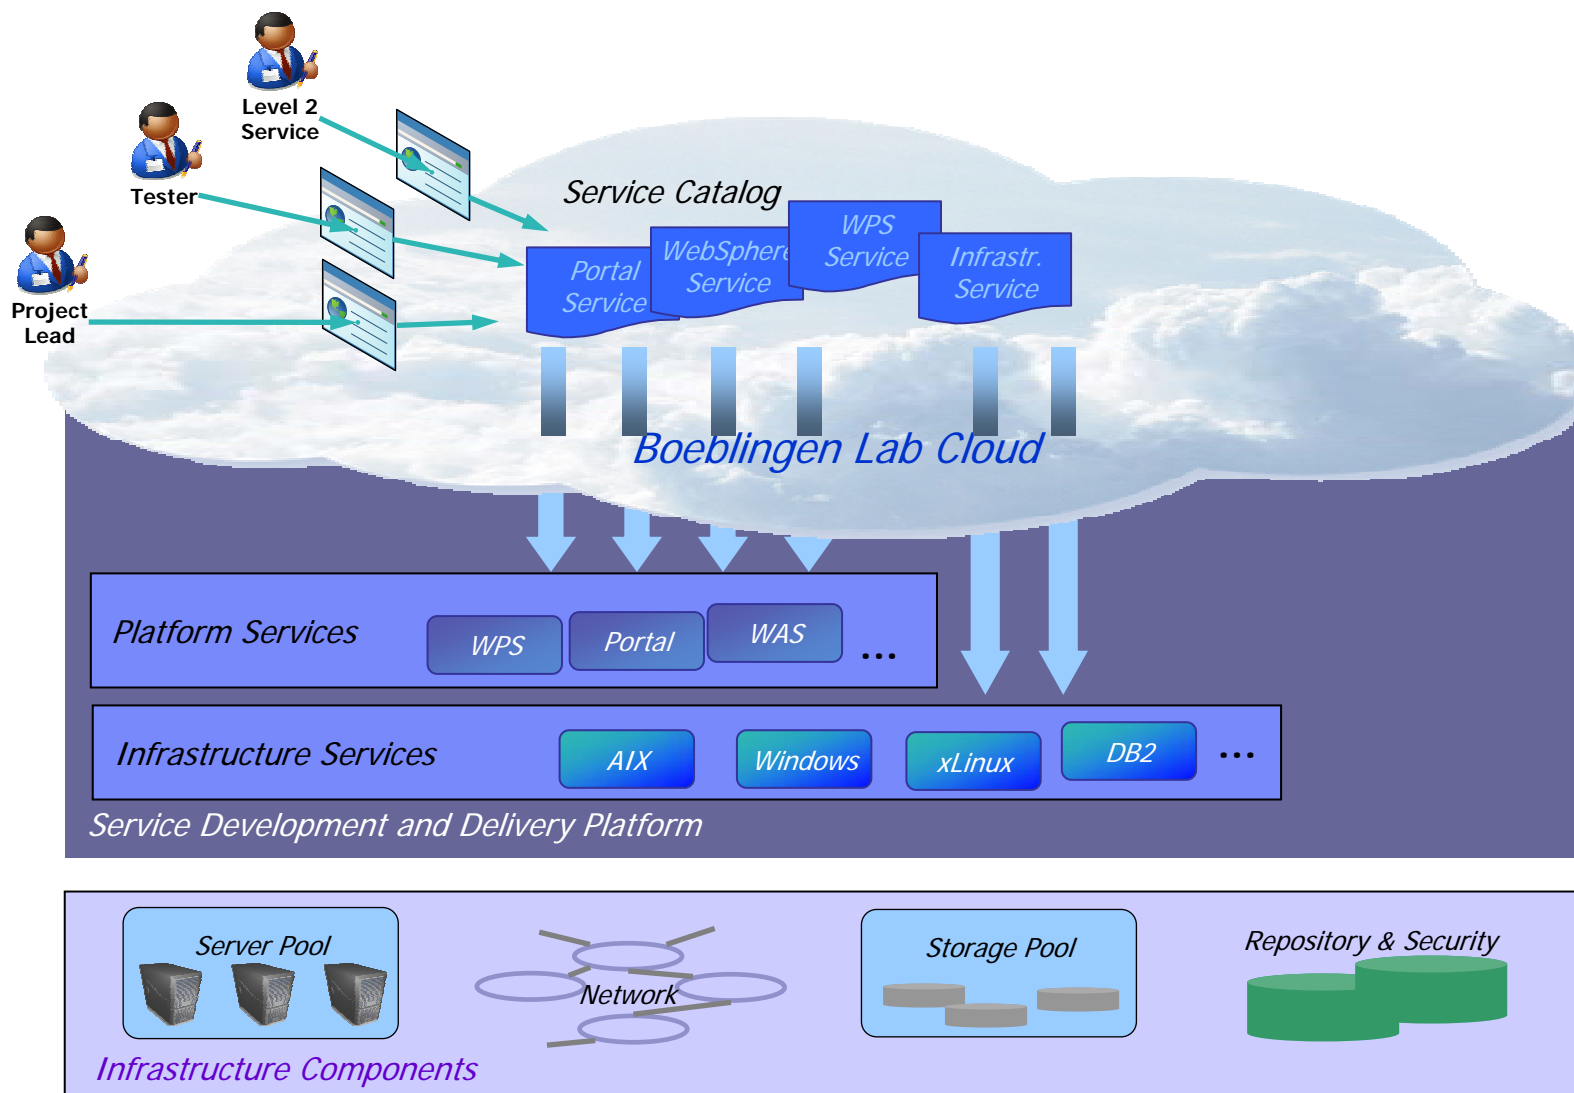 Level 2
Service
Tester
Project
Lead
Service Catalog
Portal
Service
WebSphere
Service
WPS
Service
Infrastr.
Service
Boeblingen Lab Cloud
Platform Services
WPS
Portal
WAS
...
Infrastructure Services
AIX
Windows
xLinux
DB2
...
Service Development and Delivery Platform
Server Pool
Network
Storage Pool
Repository & Security
Infrastructure Components